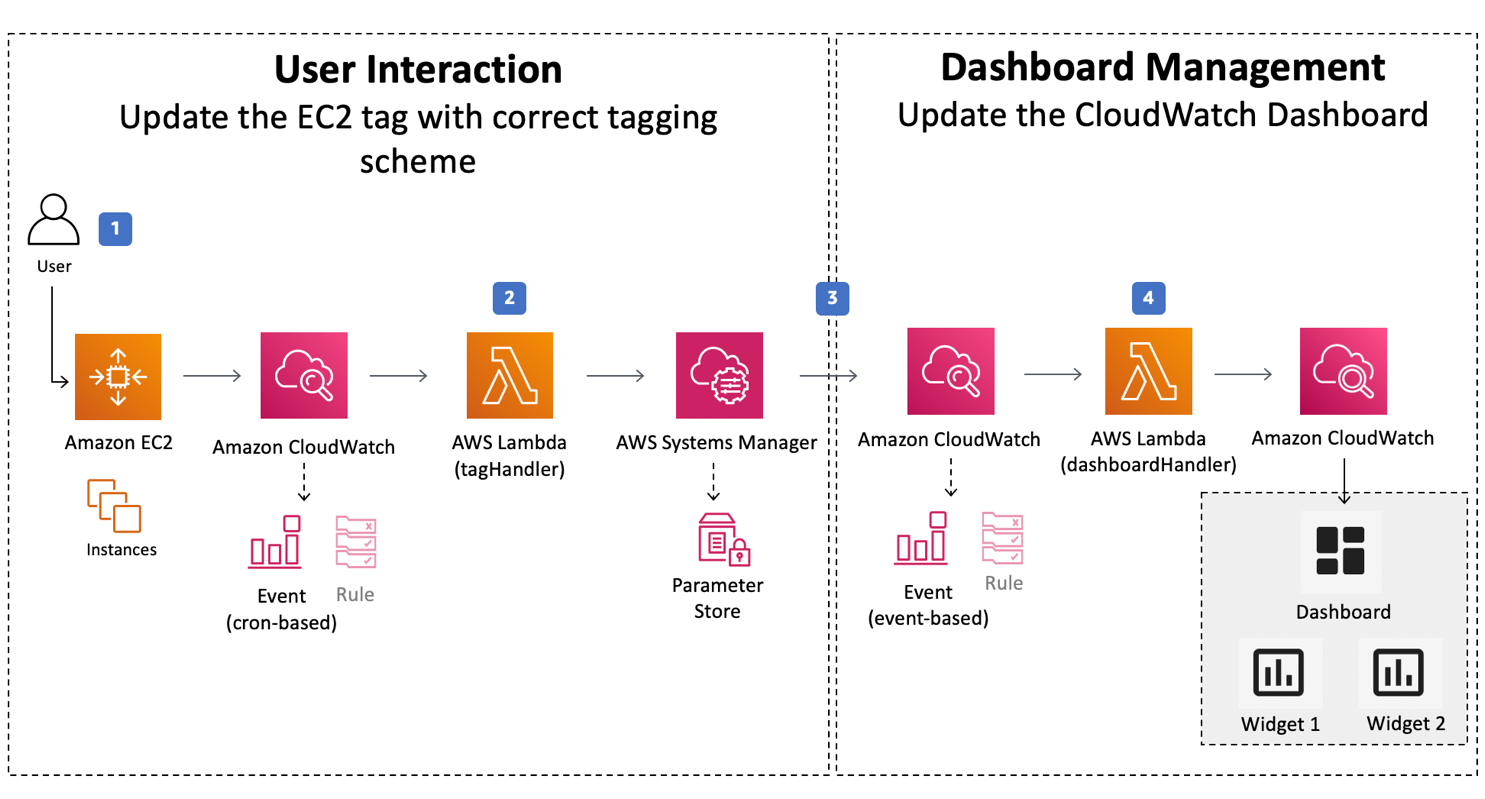 User Interaction
Update the EC2 tag with correct tagging
scheme
1
User
2
Amazon EC2
Amazon CloudWatch
AWS Lambda
(tagHandler)
AWS Systems Manager
Instances
Event
(cron-based)
Rule
Parameter
Store
3
Dashboard Management
Update the CloudWatch Dashboard
4
Amazon CloudWatch
AWS Lambda
(dashboardHandler)
Amazon CloudWatch
Event
(event-based)
Rule
Dashboard
Widget 1
Widget 2